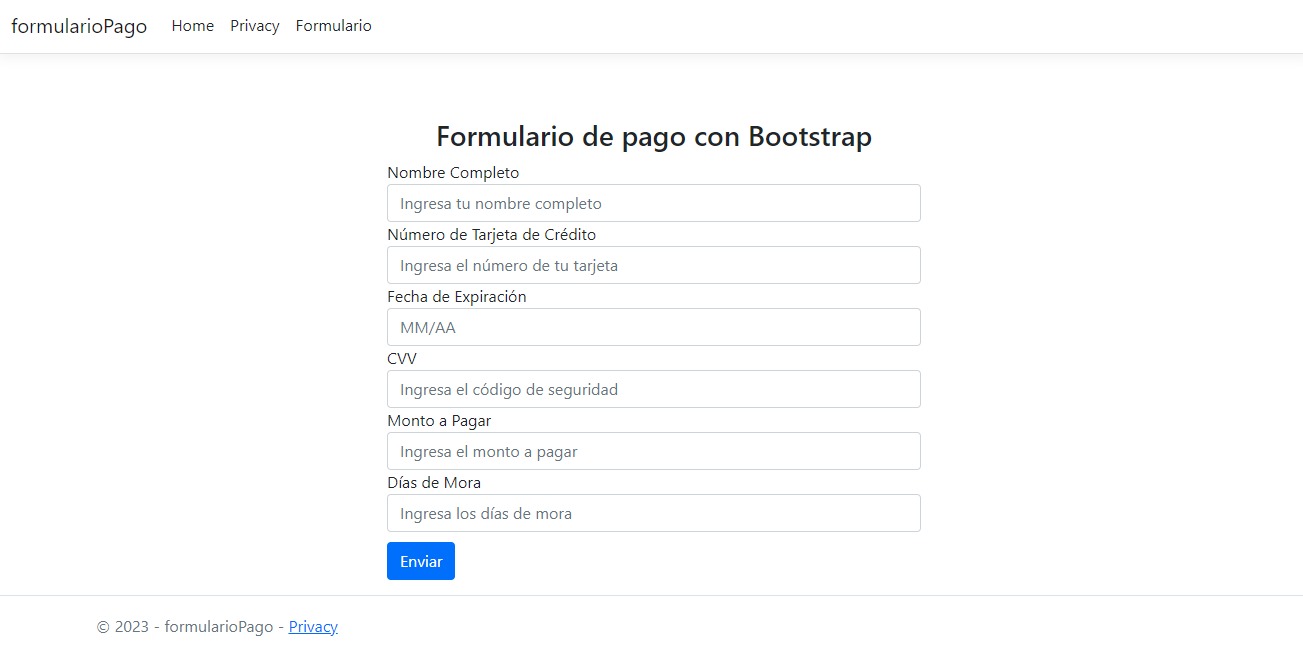 formularioPago Home Privacy Formulario
Formulario de pago con Bootstrap
Nombre Completo
Ingresa tu nombre completo
Número de Tarjeta de Crédito
Ingresa el número de tu tarjeta
Fecha de Expiración
MM/AA
CVV
Ingresa el código de seguridad
Monto a Pagar
Ingresa el monto a pagar
Días de Mora
Ingresa los días de mora
Enviar
© 2023 - formularioPago - Privacy